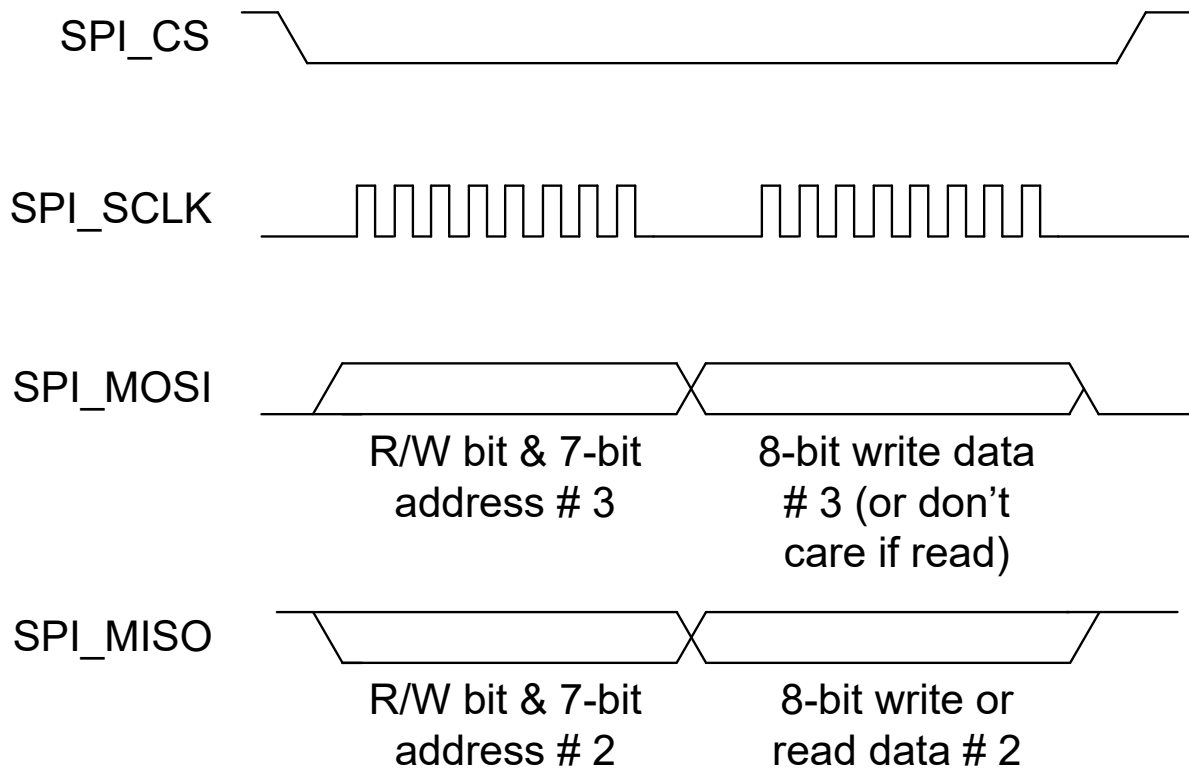 SPI_CS
SPI_SCLK
SPI_MOSI
R/W bit & 7-bit
address # 3
8-bit write data
# 3 (or don’t
care if read)
SPI_MISO
R/W bit & 7-bit
address # 2
8-bit write or
read data # 2